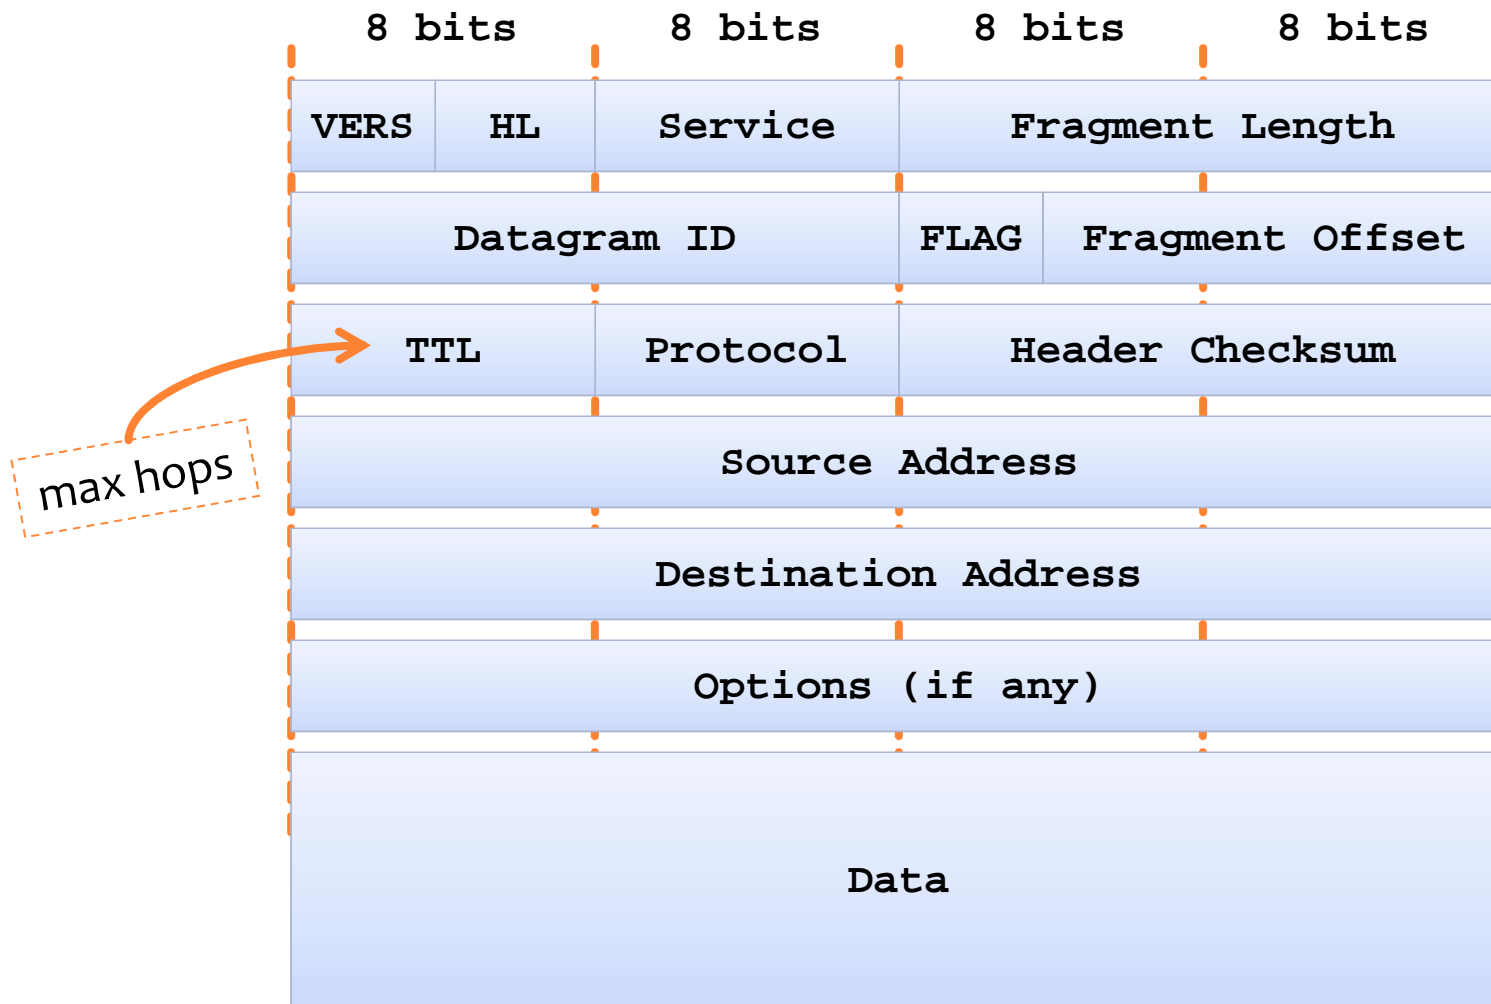 8 bits 8 bits 8 bits 8 bits
VERS HL Service Fragment Length
Datagram ID FLAG Fragment Offset
TTL Protocol Header Checksum
max hops
Source Address
Destination Address
Options (if any)
Data